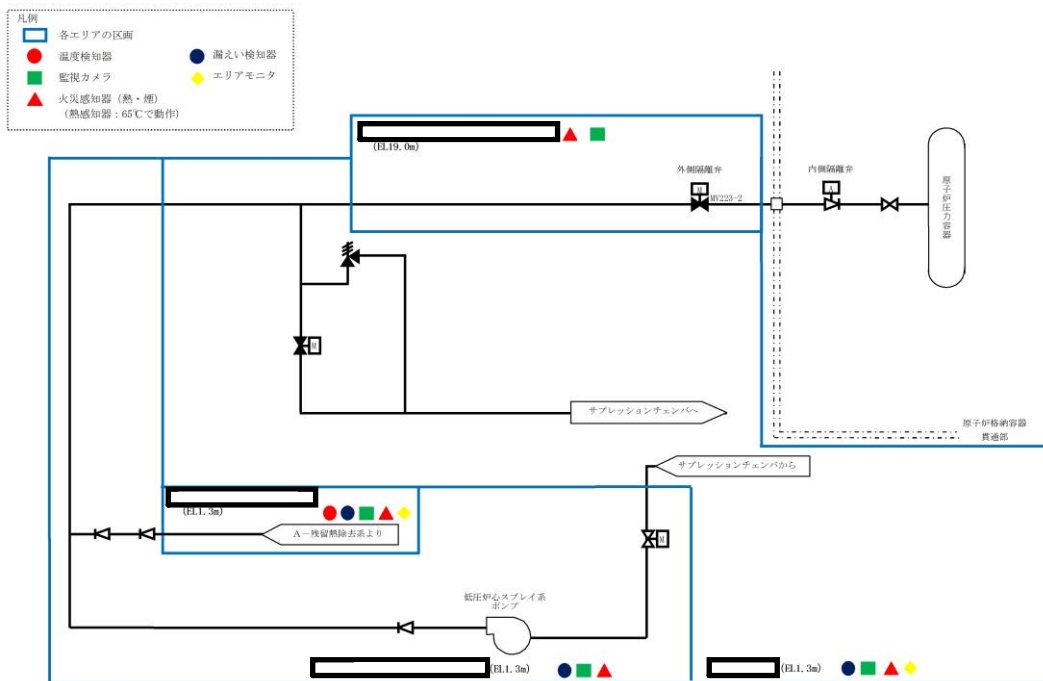 凡例
各エリアの区画
温度検知器
漏えい検知器
監視カメラ
エリアモニタ
火災感知器（熱・煙）
（熱感知器：65℃で動作）
(EL19.0m)
外側隔離弁
内側隔離弁
M
MV223-2
A
原子炉圧力容器
M
サプレッションチェンバへ
原子炉格納容器
貫通部
サプレッションチェンバから
(EL1.3m)
A－残留熱除去系より
M
低圧炉心スプレイ系
ポンプ
(EL1.3m)
(EL1.3m)